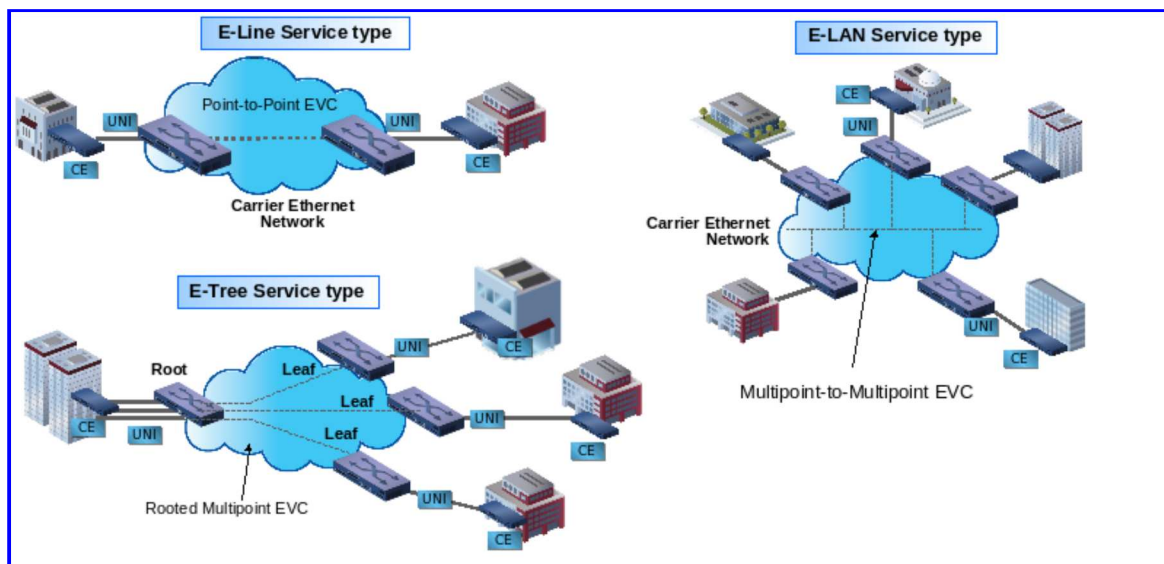 E-Line Service type
Point-to-Point EVC
UNI
UNI
CE
CE
Carrier Ethernet
Network
E-Tree Service type
Root
Leaf
Leaf
Leaf
UNI
CE
UNI
CE
UNI
CE
UNI
CE
Rooted Multipoint EVC
E-LAN Service type
CE
UNI
Carrier Ethernet
Network
UNI
CE
Multipoint-to-Multipoint EVC